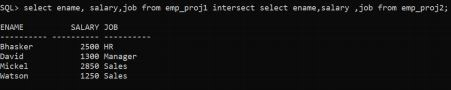 SQL> select ename, salary,job from emp_proj1 intersect select ename,salary ,job from emp_proj2;
ENAME          SALARY JOB
---------- ---------- ----------
Bhasker          2500 HR
David            1300 Manager
Mickel           2850 Sales
Watson           1250 Sales